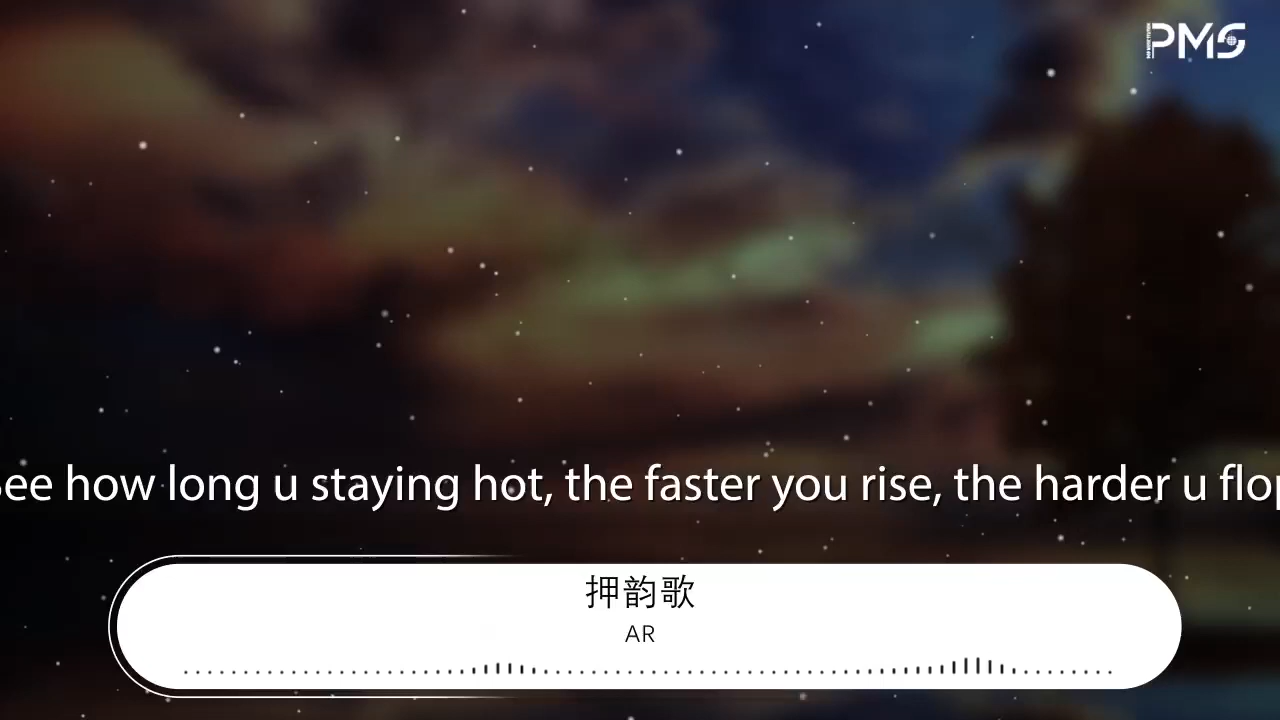 PMS
See how long u staying hot, the faster you rise, the harder u flop
押韵歌
AR